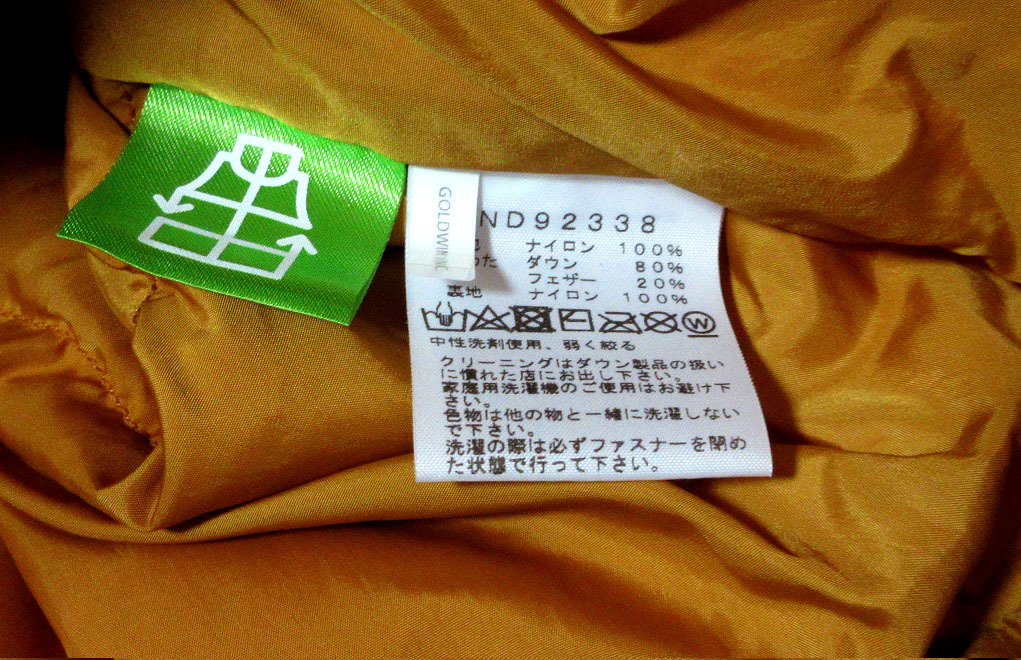 GOLDWIN
ND92338
ナイロン 100%
わた ダウン 80%
フェザー 20%
裏地 ナイロン 100%
W
中性洗剤使用、弱く絞る
クリーニングはダウン製品の扱い
に慣れた店にお出し下さい。
家庭用洗濯機のご使用はお避け下
さい。
色物は他の物と一緒に洗濯しない
で下さい。
洗濯の際は必ずファスナーを閉め
た状態で行って下さい。